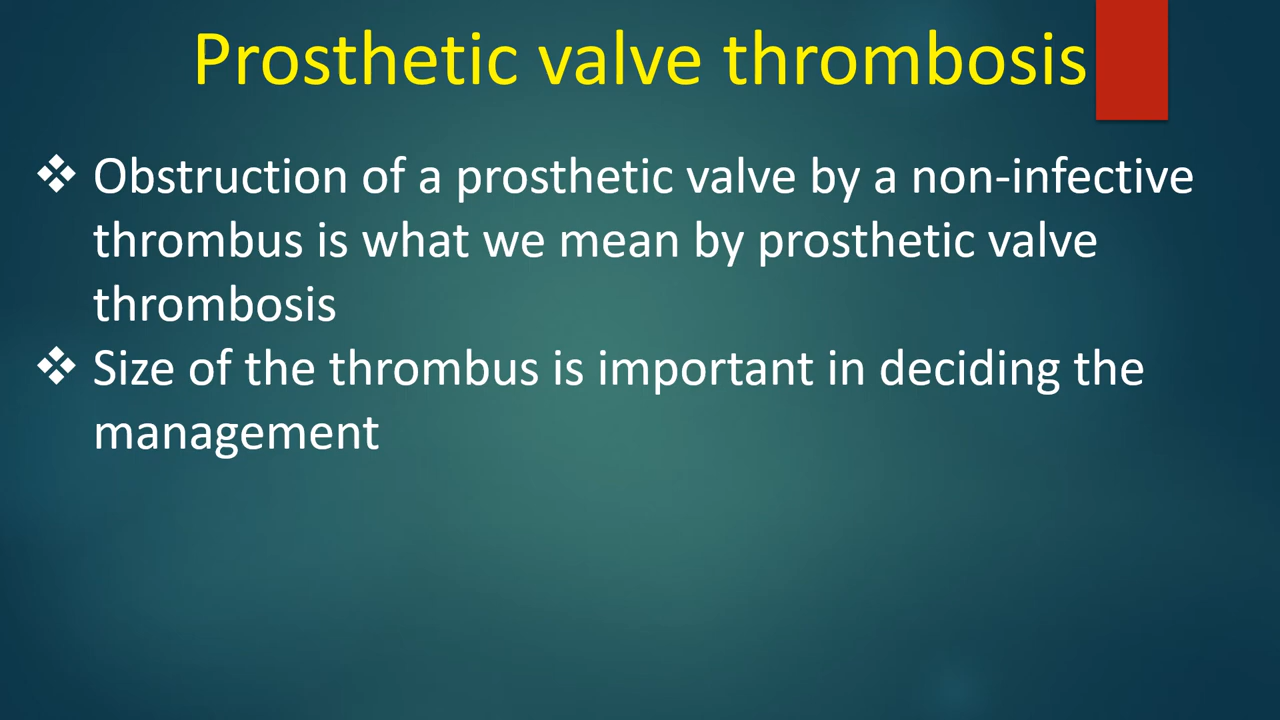 Prosthetic valve thrombosis
❖ Obstruction of a prosthetic valve by a non-infective
thrombus is what we mean by prosthetic valve
thrombosis
❖ Size of the thrombus is important in deciding the
management